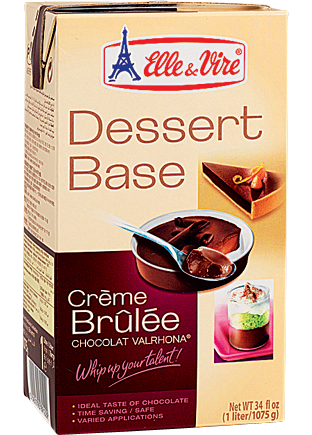 Elle & Vire®
Dessert
Base
Crème
Brûlée
CHOCOLAT VALRHONA®
Whip up your talent!
• IDEAL TASTE OF CHOCOLATE
• TIME SAVING / SAFE
• VARIED APPLICATIONS
Net WT 34 fl oz
(1 liter/1075 g)